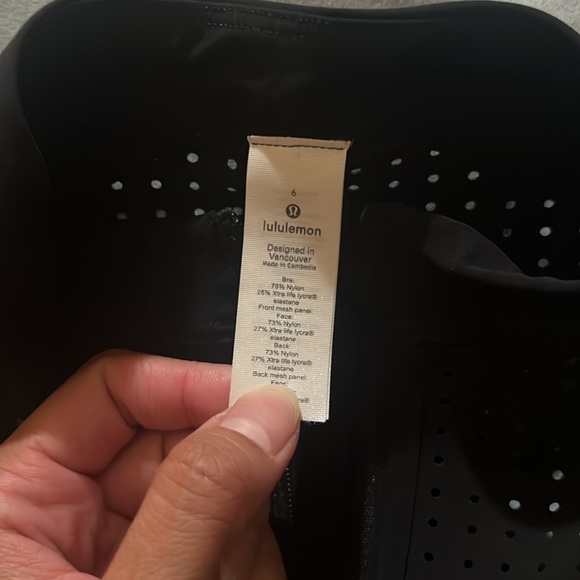 6
lululemon
Designed in
Vancouver
Made in Cambodia
Bra:
75% Nylon
25% Xtra life lycra®
elastane
Front mesh panel:
Face:
73% Nylon
27% Xtra life lycra®
elastane
Back:
73% Nylon
27% Xtra life lycra®
elastane
Back mesh panel:
Face: